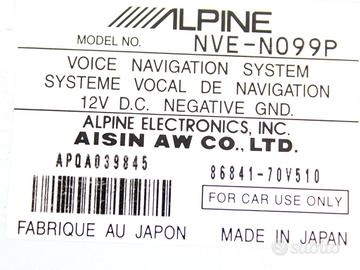 ALPINE
MODEL NO. NVE-N099P
VOICE NAVIGATION SYSTEM
SYSTEME VOCAL DE NAVIGATION
12V D.C. NEGATIVE GND.
ALPINE ELECTRONICS, INC.
AISIN AW CO., LTD.
APQA039845 86841-70V510
FOR CAR USE ONLY
FABRIQUE AU JAPON MADE IN JAPAN
subito